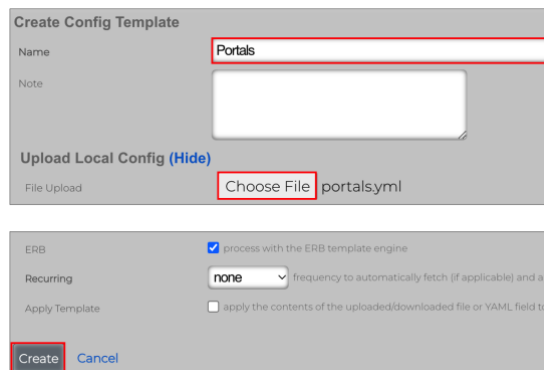 Create Config Template
Name Portals
Note
Upload Local Config (Hide)
File Upload Choose File portals.yml
ERB process with the ERB template engine
Recurring none frequency to automatically fetch (if applicable) and a
Apply Template apply the contents of the uploaded/downloaded file or YAML field to
Create Cancel